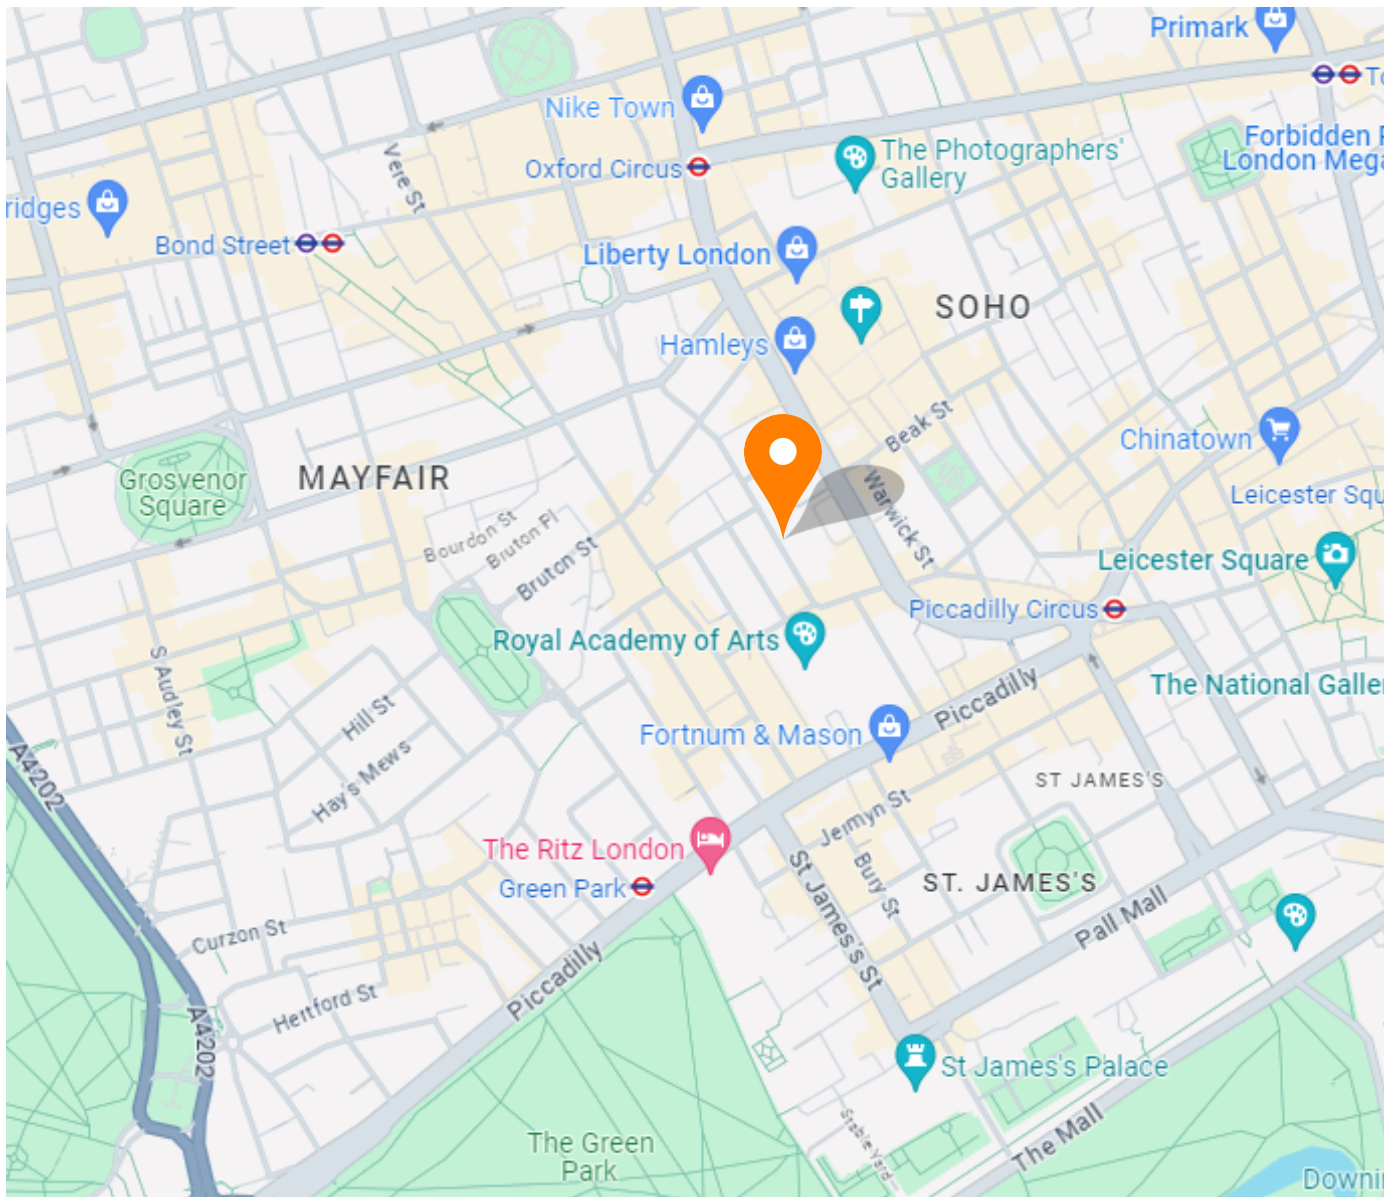 Primark
Nike Town
To
Oxford Circus
The Photographers'
Gallery
Forbidden P
London Mega
Vere St
ridges
Bond Street
Liberty London
SOHO
Hamleys
Beak St
Chinatown
Grosvenor
Square
MAYFAIR
Warwick St
Leicester Squ
Bourdon St
Bruton Pl
Bruton St
Leicester Square
Piccadilly Circus
Royal Academy of Arts
S Audley St
The National Galler
Hill St
Piccadilly
Fortnum & Mason
A4202
Hay's Mews
ST JAMES'S
Jermyn St
The Ritz London
Green Park
St James's St
Bury St
ST. JAMES'S
Pall Mall
Curzon St
Piccadilly
Hertford St
A4202
St James's Palace
Stable Yard
The Mall
The Green
Park
Downin